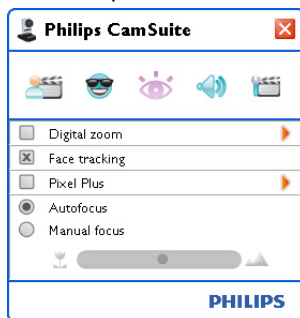 Philips CamSuite
Digital zoom
Face tracking
Pixel Plus
Autofocus
Manual focus
PHILIPS